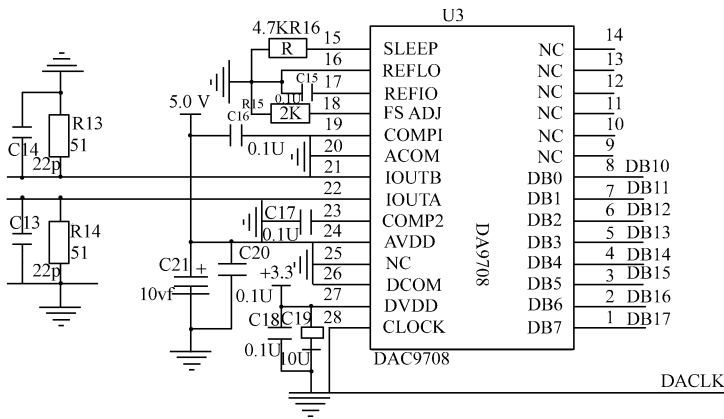 U3
4.7KR16
R
15
SLEEP
NC
14
16
REFLO
NC
13
C15
17
REFIO
NC
12
5.0 V
R15
0.1U
2K
18
FS ADJ
NC
11
C16
19
COMPI
NC
10
0.1U
20
ACOM
NC
9
R13
51
C14
22p
21
IOUTB
DB0
8
DB10
22
IOUTA
DB1
7
DB11
C13
R14
51
22p
C17
0.1U
23
COMP2
DB2
6
DB12
24
AVDD
DB3
5
DB13
C21
+
10vf
C20
0.1U
25
NC
DB4
4
DB14
+3.3
26
DCOM
DB5
3
DB15
27
DVDD
DB6
2
DB16
C18
0.1U
C19
10U
28
CLOCK
DB7
1
DB17
DA9708
DAC9708
DACLK